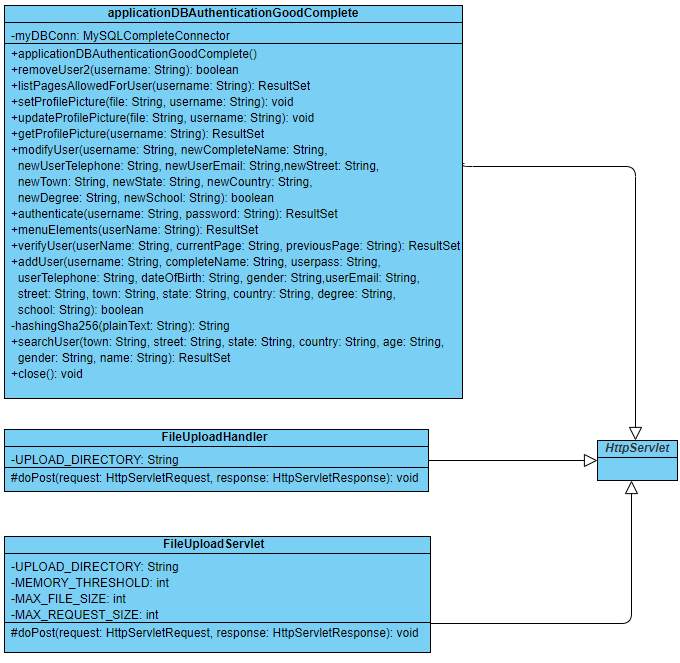 applicationDBAuthenticationGoodComplete
-myDBConn: MySQLCompleteConnector
+applicationDBAuthenticationGoodComplete()
+removeUser2(username: String): boolean
+listPagesAllowedForUser(username: String): ResultSet
+setProfilePicture(file: String, username: String): void
+updateProfilePicture(file: String, username: String): void
+getProfilePicture(username: String): ResultSet
+modifyUser(username: String, newCompleteName: String,
newUserTelephone: String, newUserEmail: String,newStreet: String,
newTown: String, newState: String, newCountry: String,
newDegree: String, newSchool: String): boolean
+authenticate(username: String, password: String): ResultSet
+menuElements(userName: String): ResultSet
+verifyUser(userName: String, currentPage: String, previousPage: String): ResultSet
+addUser(username: String, completeName: String, userpass: String,
userTelephone: String, dateOfBirth: String, gender: String,userEmail: String,
street: String, town: String, state: String, country: String, degree: String,
school: String): boolean
-hashingSha256(plainText: String): String
+searchUser(town: String, street: String, state: String, country: String, age: String,
gender: String, name: String): ResultSet
+close(): void
FileUploadHandler
-UPLOAD_DIRECTORY: String
#doPost(request: HttpServletRequest, response: HttpServletResponse): void
HttpServlet
FileUploadServlet
-UPLOAD_DIRECTORY: String
-MEMORY_THRESHOLD: int
-MAX_FILE_SIZE: int
-MAX_REQUEST_SIZE: int
#doPost(request: HttpServletRequest, response: HttpServletResponse): void